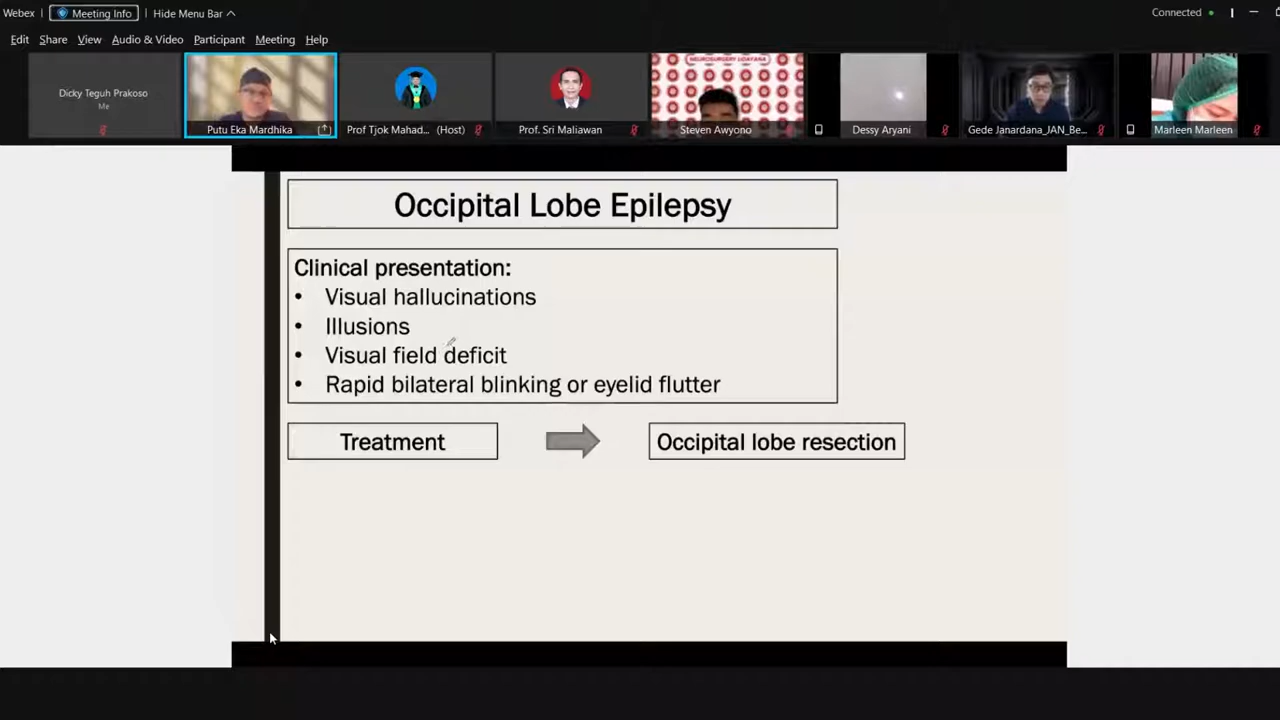 Webex
Meeting Info
Hide Menu Bar
Connected
Edit Share View Audio & Video Participant Meeting Help
Dicky Teguh Prakoso
Me
Putu Eka Mardhika
Prof Tjok Mahad... (Host)
Prof. Sri Maliawan
NEUROSURGERY UDAYANA
Steven Awyono
Dessy Aryani
Gede Janardana_JAN_Be...
Marleen Marleen
Occipital Lobe Epilepsy
Clinical presentation:
• Visual hallucinations
• Illusions
• Visual field deficit
• Rapid bilateral blinking or eyelid flutter
Treatment
Occipital lobe resection